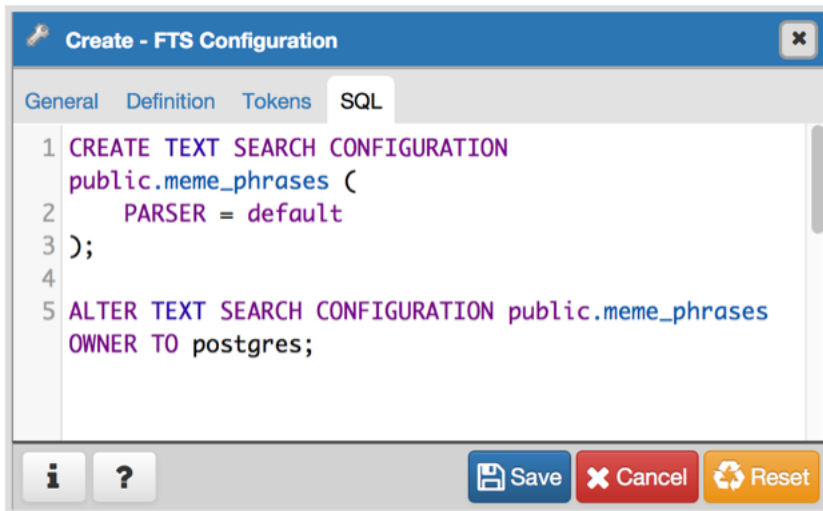 Create - FTS Configuration
General Definition Tokens SQL
1 CREATE TEXT SEARCH CONFIGURATION
public.meme_phrases (
2     PARSER = default
3 );
4
5 ALTER TEXT SEARCH CONFIGURATION public.meme_phrases
OWNER TO postgres;
i ? Save Cancel Reset